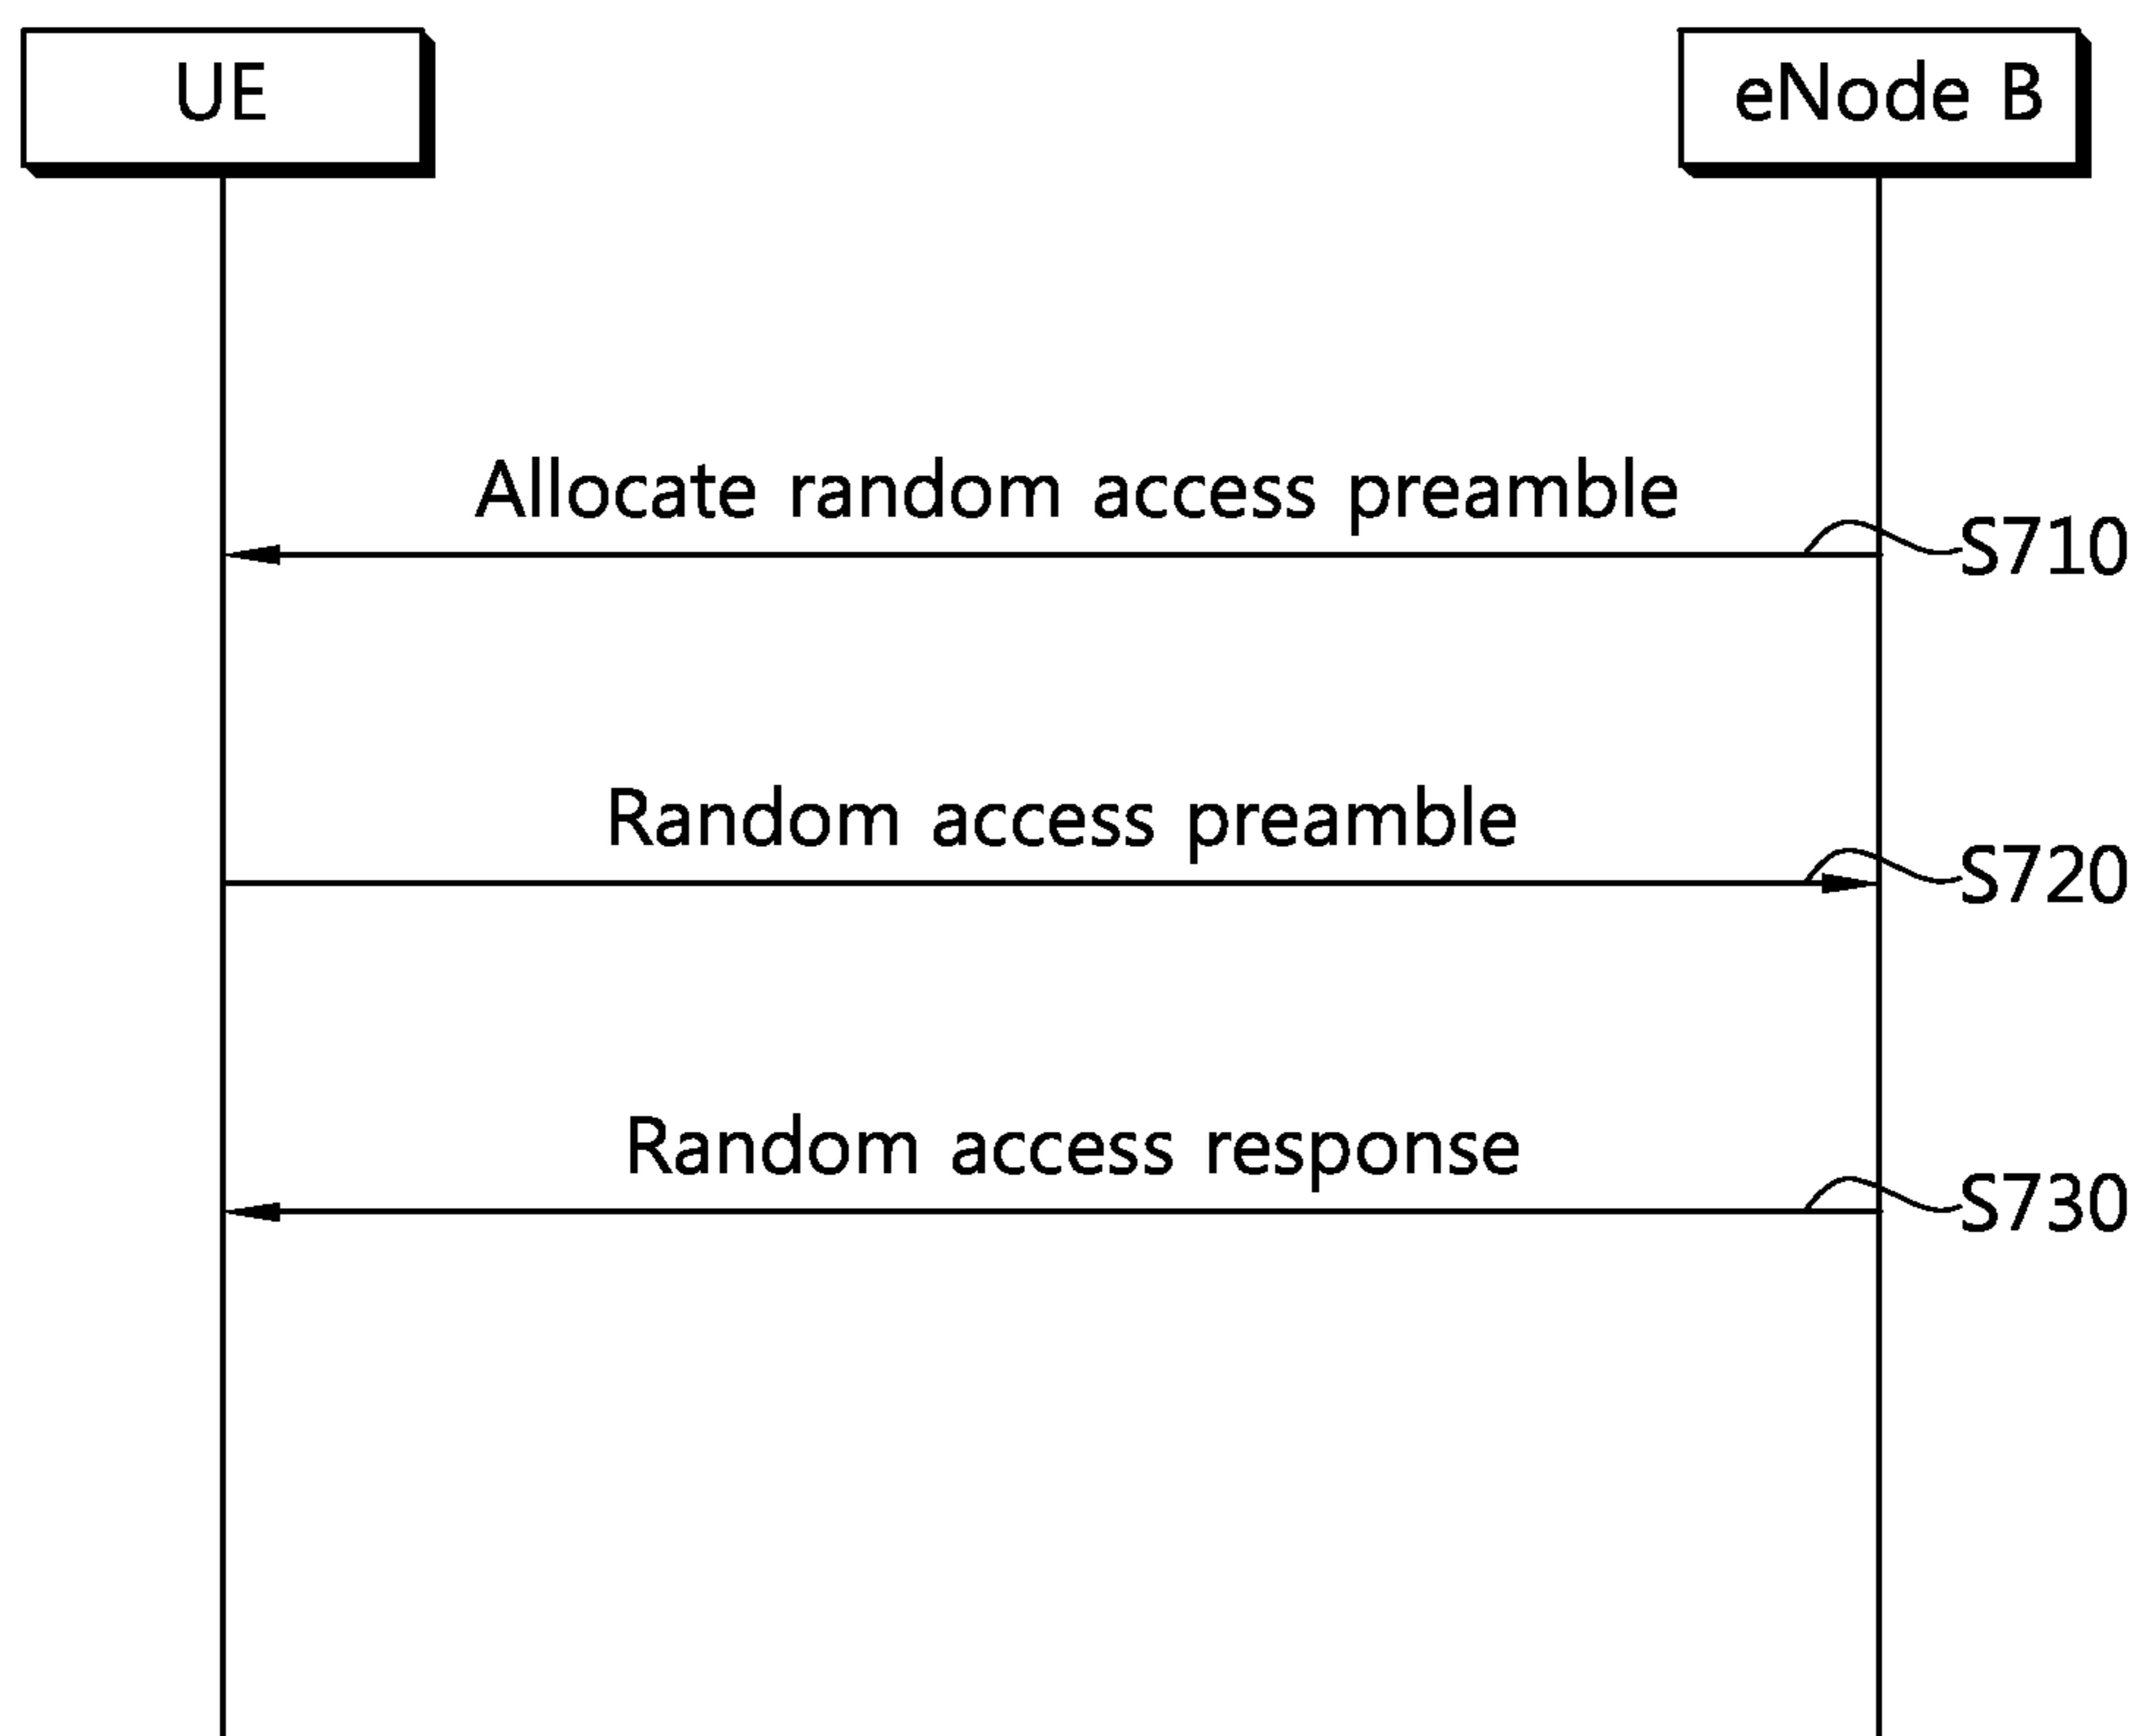 UE
eNode B
Allocate random access preamble
S710
Random access preamble
S720
Random access response
S730